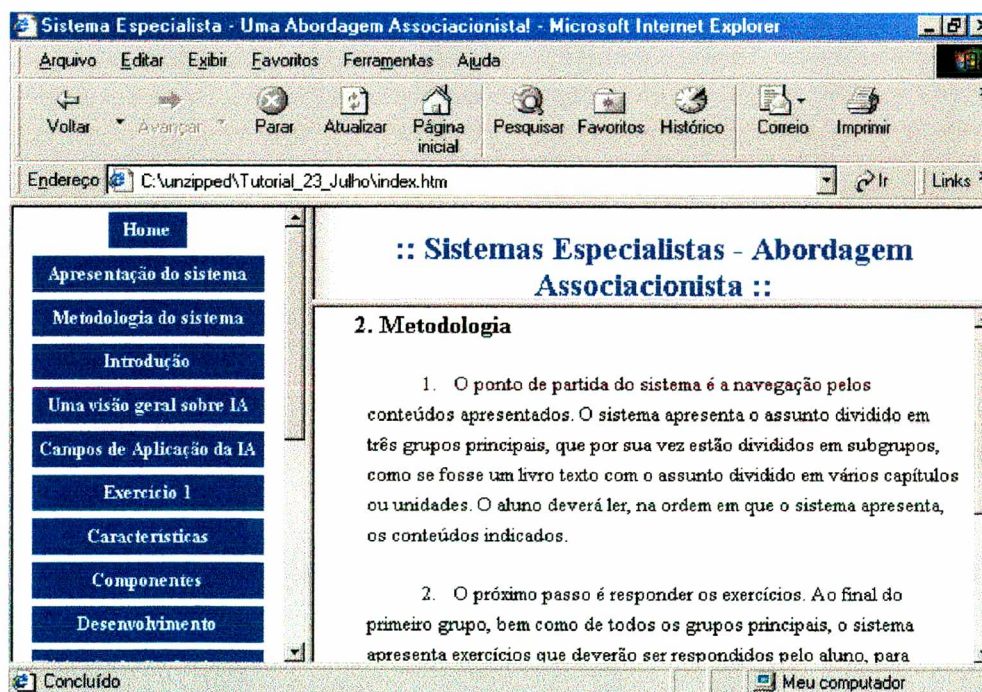 Sistema Especialista - Uma Abordagem Associacionista! - Microsoft Internet Explorer
Arquivo Editar Exibir Favoritos Ferramentas Ajuda
Voltar Avançar Parar Atualizar Página inicial Pesquisar Favoritos Histórico Correio Imprimir
Endereço C:\unzipped\Tutorial_23_Julho\index.htm Ir Links
Home
Apresentação do sistema
Metodologia do sistema
Introdução
Uma visão geral sobre IA
Campos de Aplicação da IA
Exercício 1
Características
Componentes
Desenvolvimento
:: Sistemas Especialistas - Abordagem
Associacionista ::
2. Metodologia
1. O ponto de partida do sistema é a navegação pelos
conteúdos apresentados. O sistema apresenta o assunto dividido em
três grupos principais, que por sua vez estão divididos em subgrupos,
como se fosse um livro texto com o assunto dividido em vários capítulos
ou unidades. O aluno deverá ler, na ordem em que o sistema apresenta,
os conteúdos indicados.
2. O próximo passo é responder os exercícios. Ao final do
primeiro grupo, bem como de todos os grupos principais, o sistema
apresenta exercícios que deverão ser respondidos pelo aluno, para
Concluído Meu computador